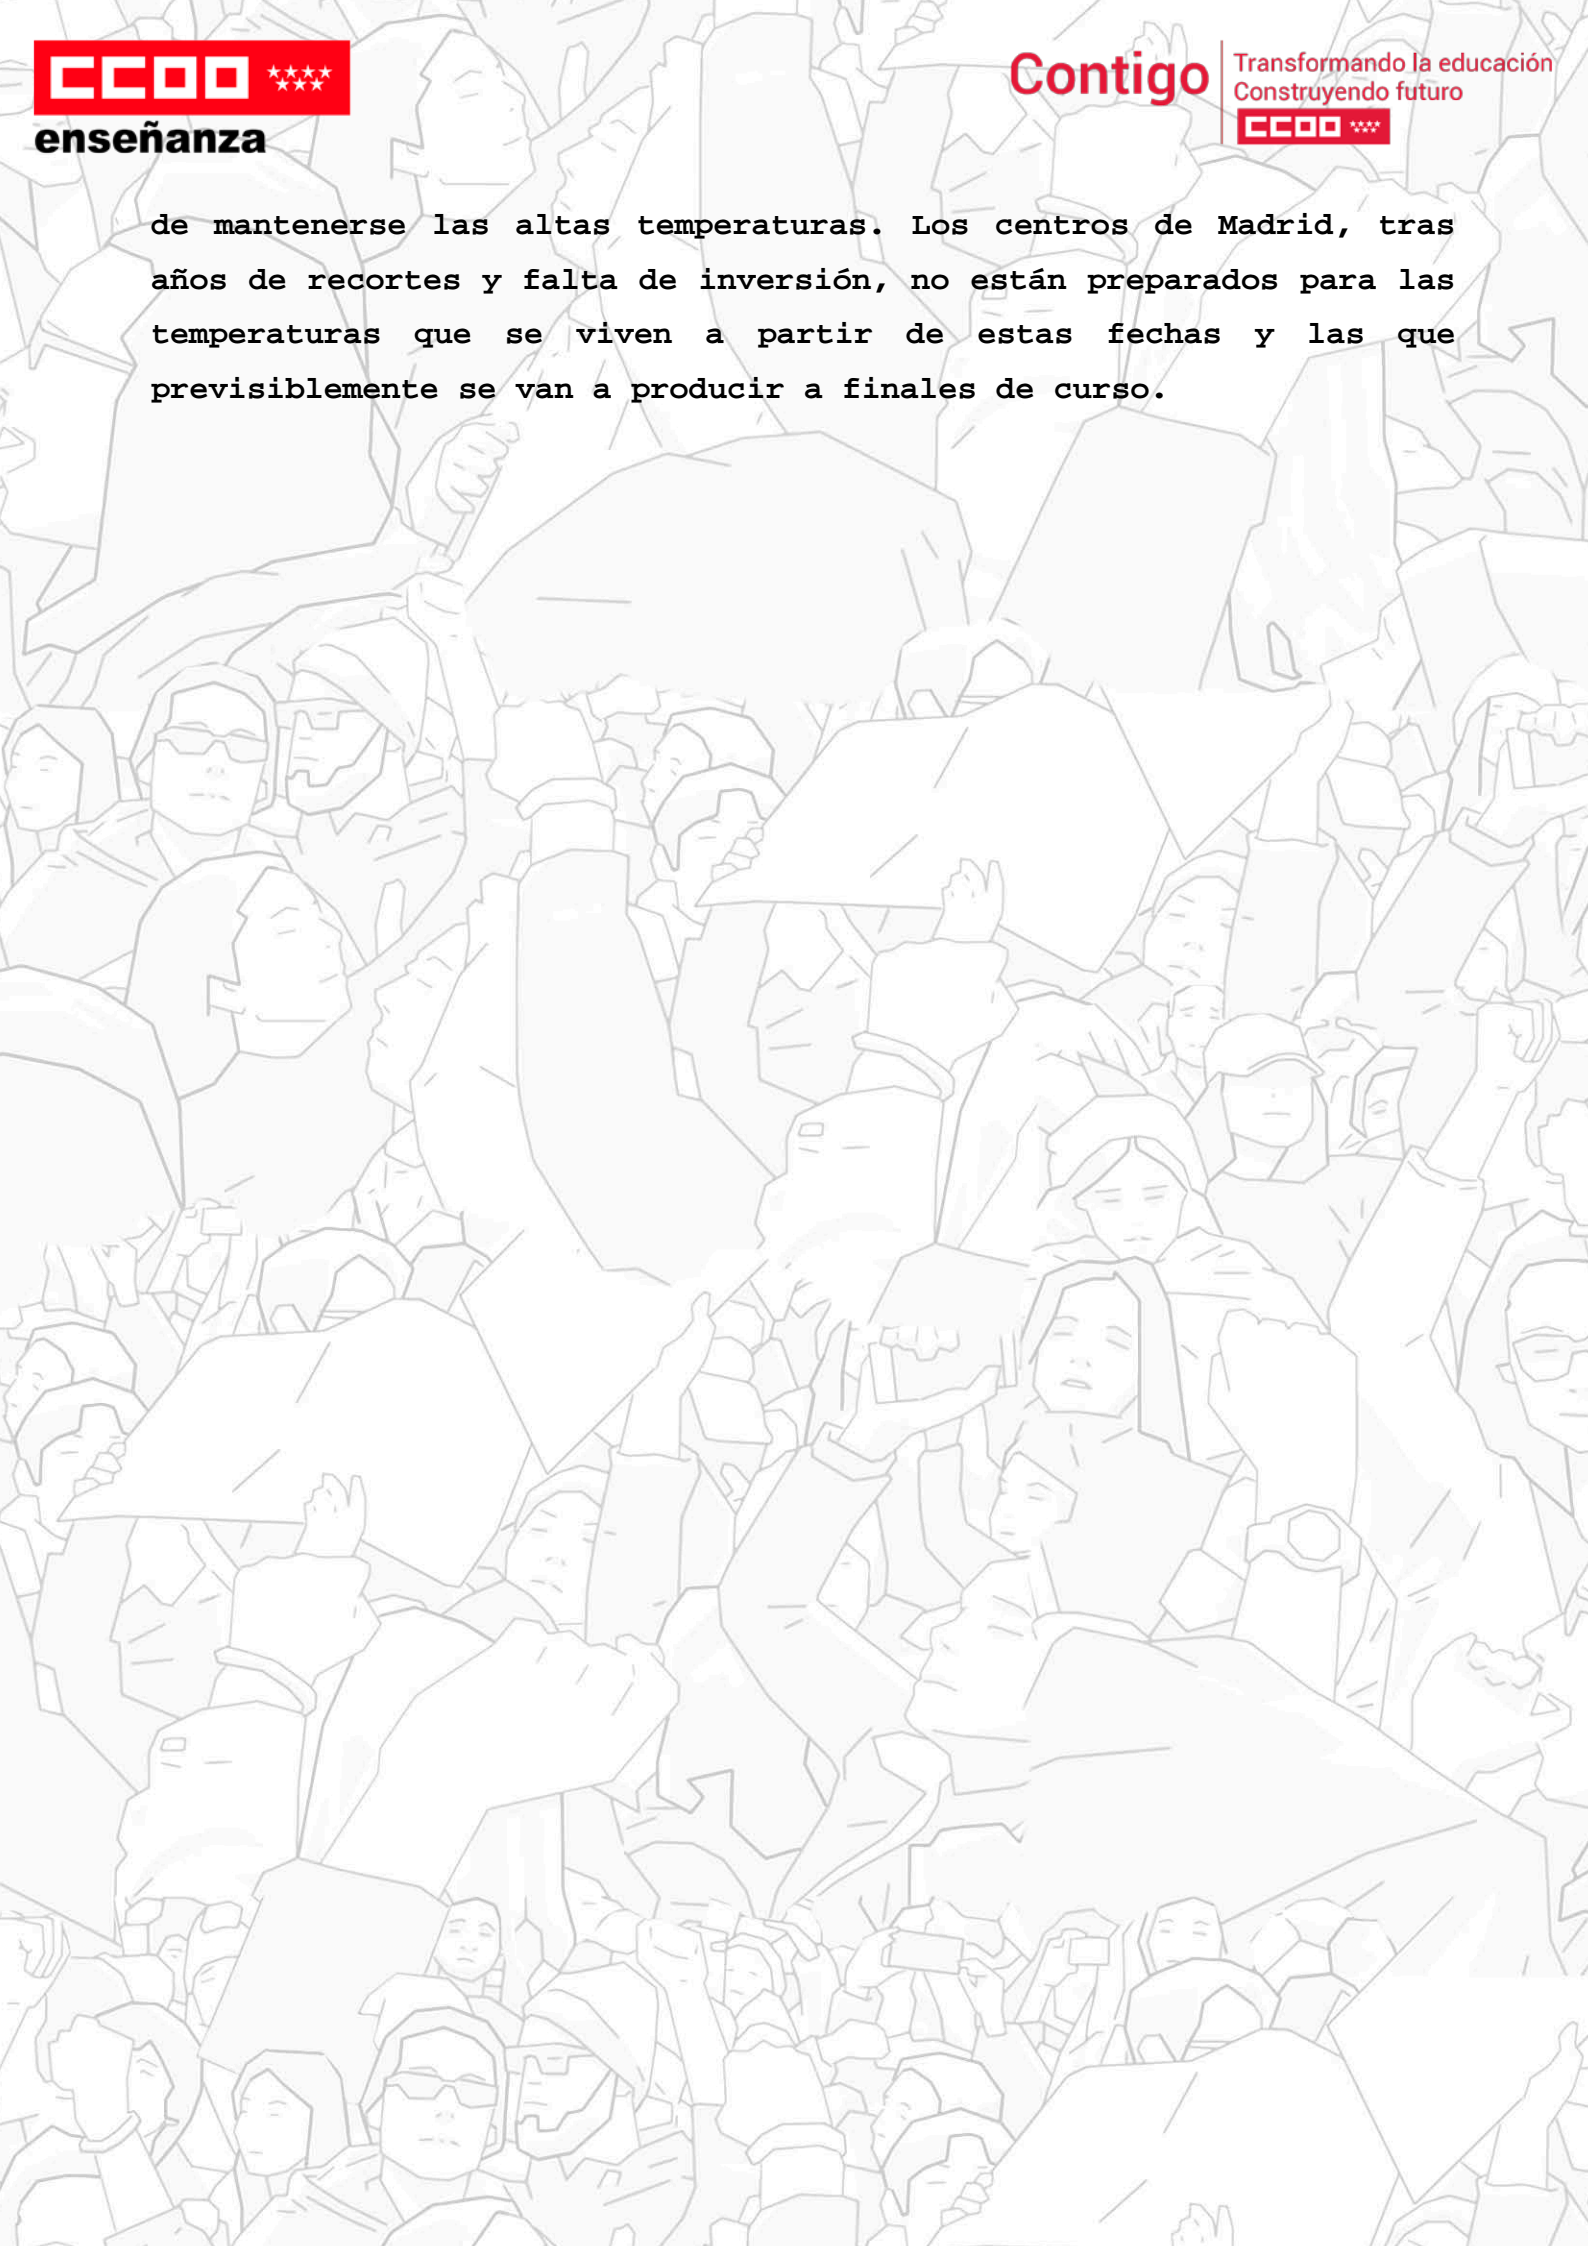 CCOO
enseñanza
Contigo
Transformando la educación
Construyendo futuro
CCOO
de mantenerse las altas temperaturas. Los centros de Madrid, tras
años de recortes y falta de inversión, no están preparados para las
temperaturas que se viven a partir de estas fechas y las que
previsiblemente se van a producir a finales de curso.